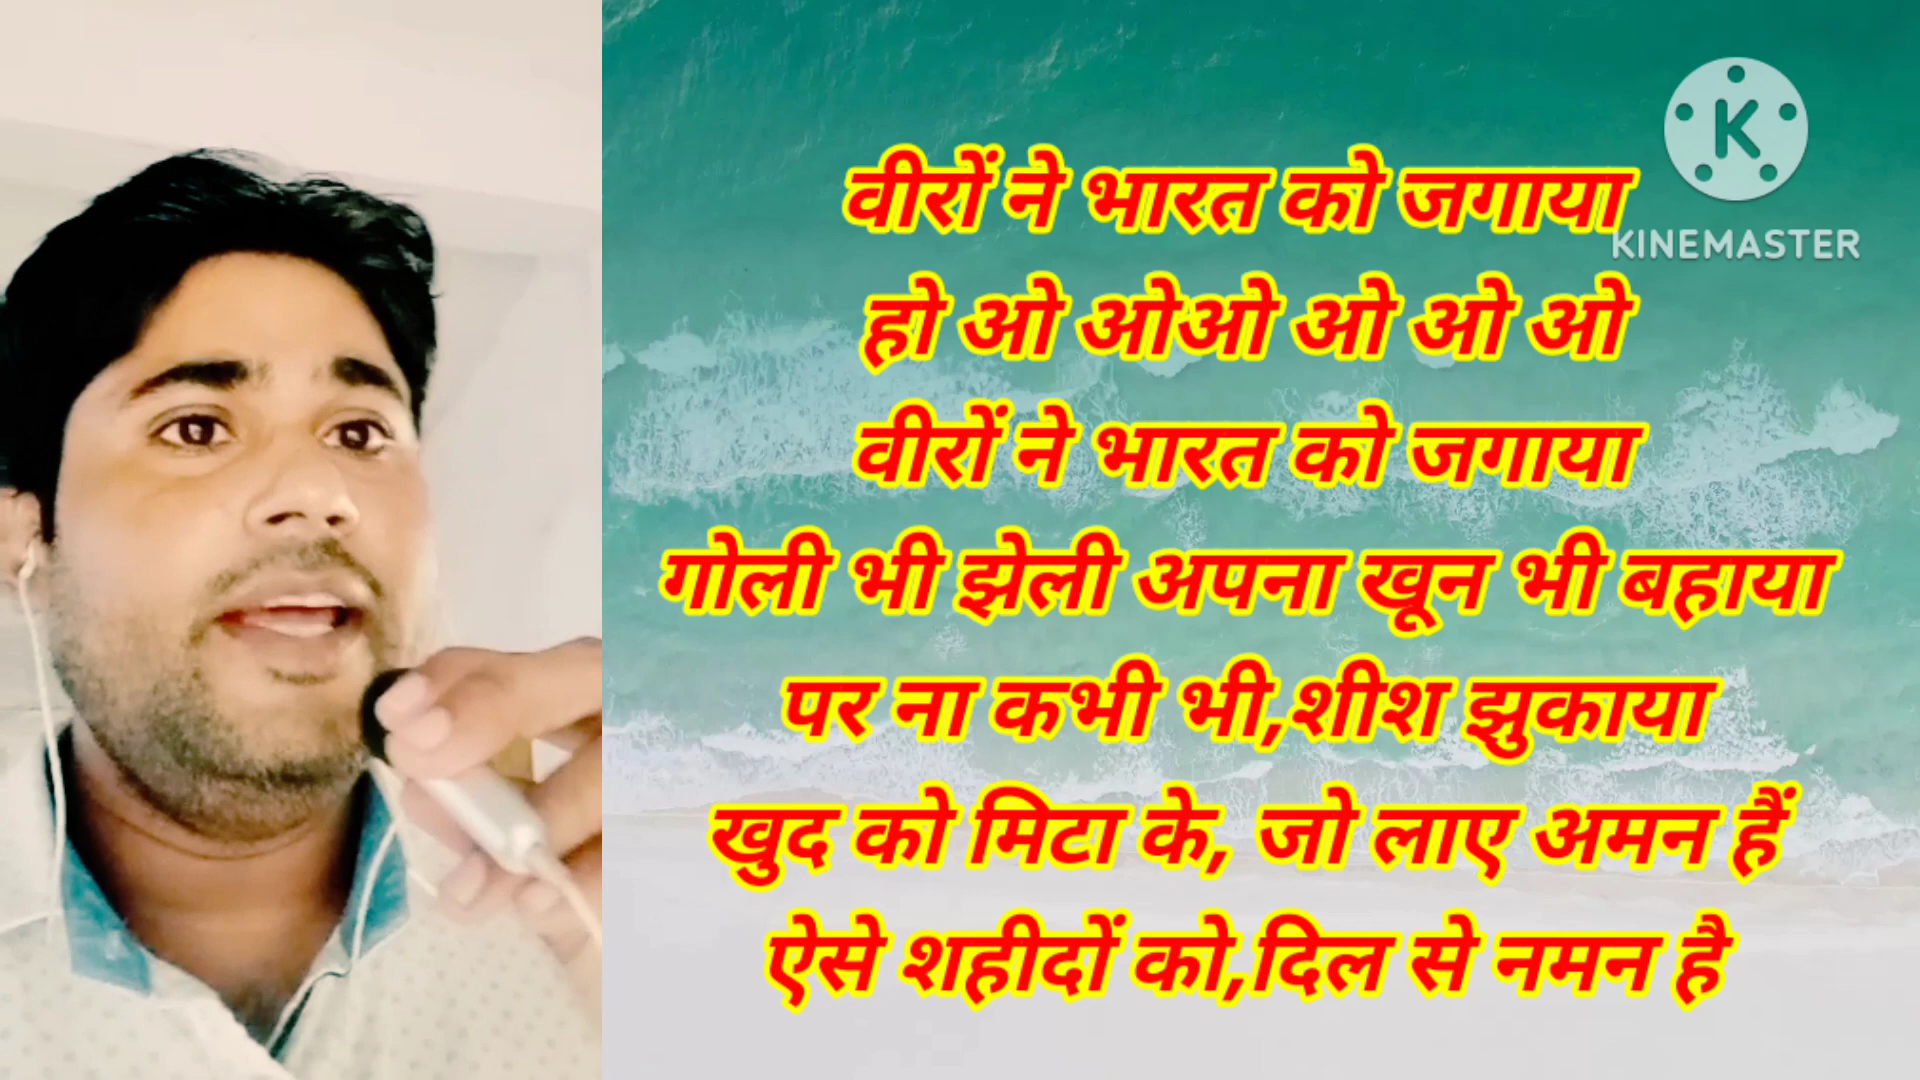 वीरों ने भारत को जगाया
हो ओ ओओ ओ ओ ओ
वीरों ने भारत को जगाया
गोली भी झेली अपना खून भी बहाया
पर ना कभी भी,शीश झुकाया
खुद को मिटा के, जो लाए अमन हैं
ऐसे शहीदों को,दिल से नमन है
K
KINEMASTER